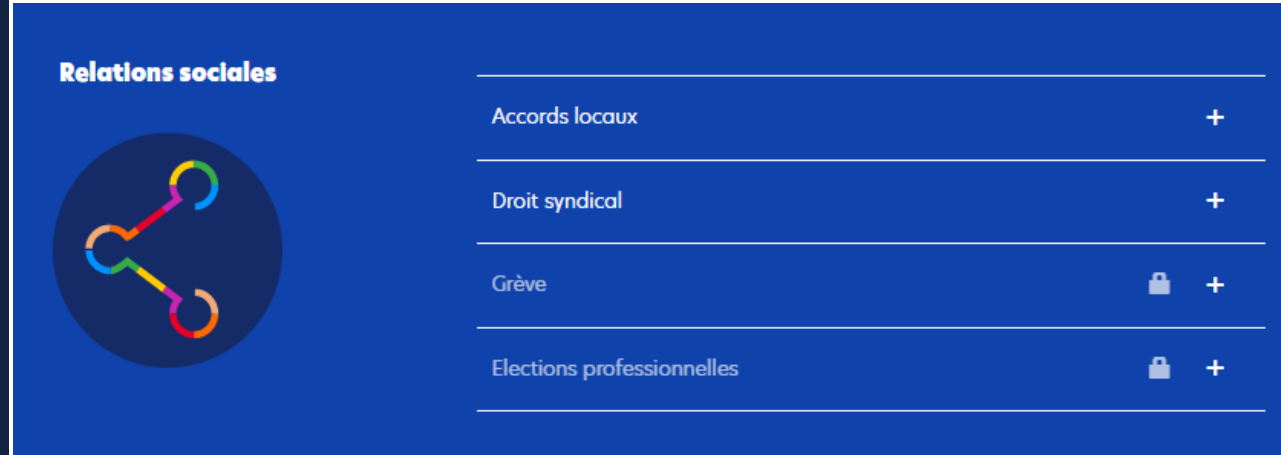 Relations sociales
Accords locaux
+
Droit syndical
+
Grève
+
Elections professionnelles
+